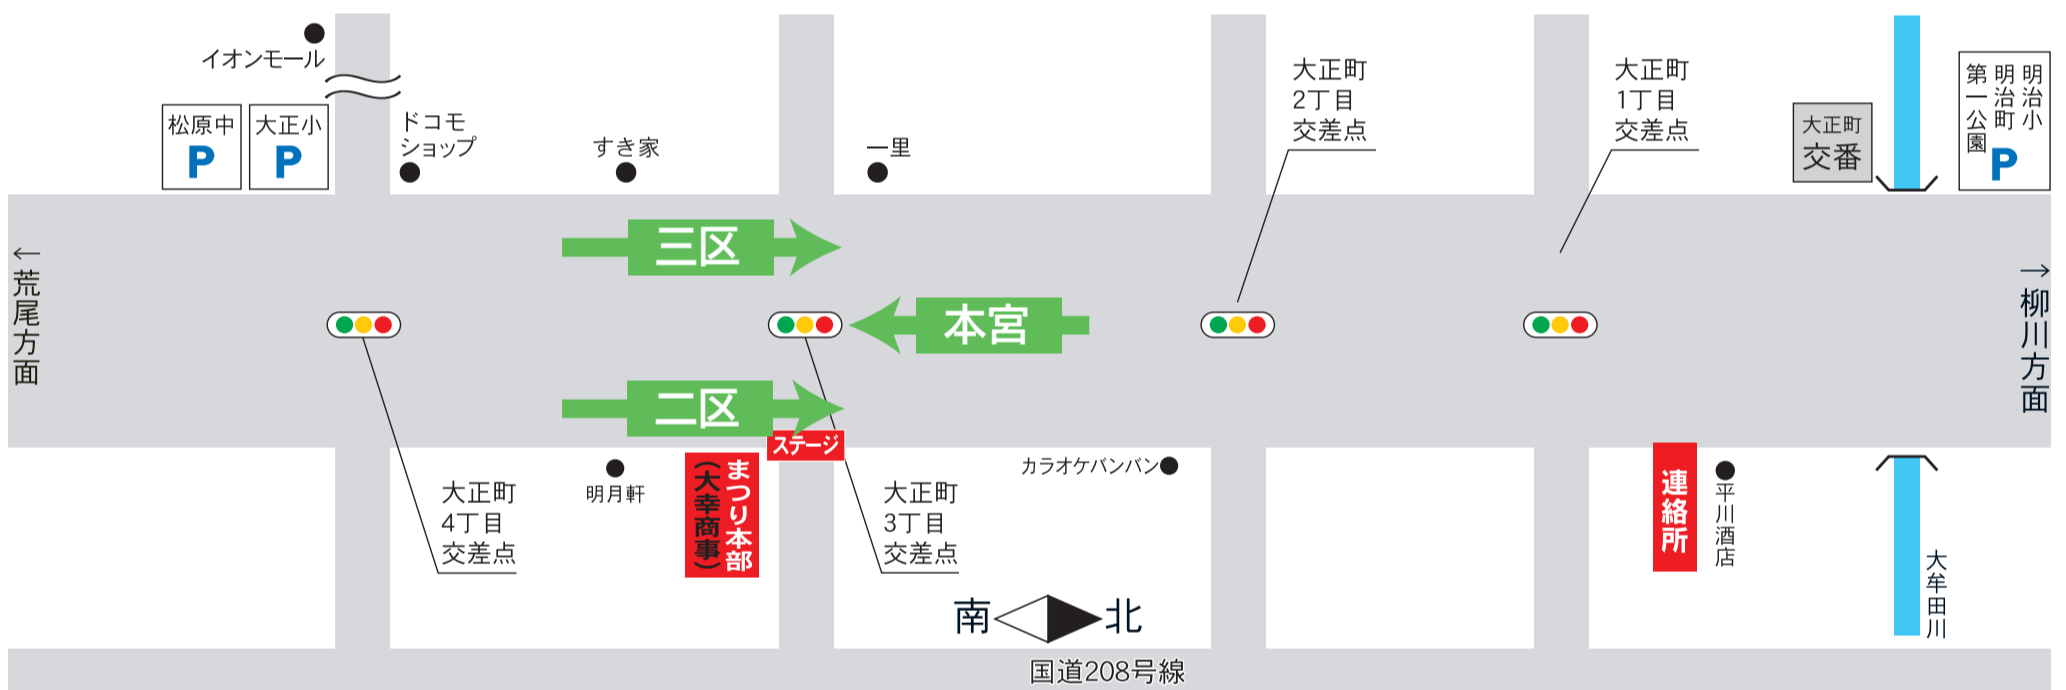 イオンモール
松原中
P
大正小
P
ドコモ
ショップ
すき家
一里
大正町
2丁目
交差点
大正町
1丁目
交差点
大正町
交番
明治小
明治町
第一公園
P
←荒尾方面
三区
本宮
二区
→柳川方面
ステージ
明月軒
まつり本部
（大幸商事）
大正町
4丁目
交差点
大正町
3丁目
交差点
カラオケバンバン
連絡所
平川酒店
大牟田川
南
北
国道208号線